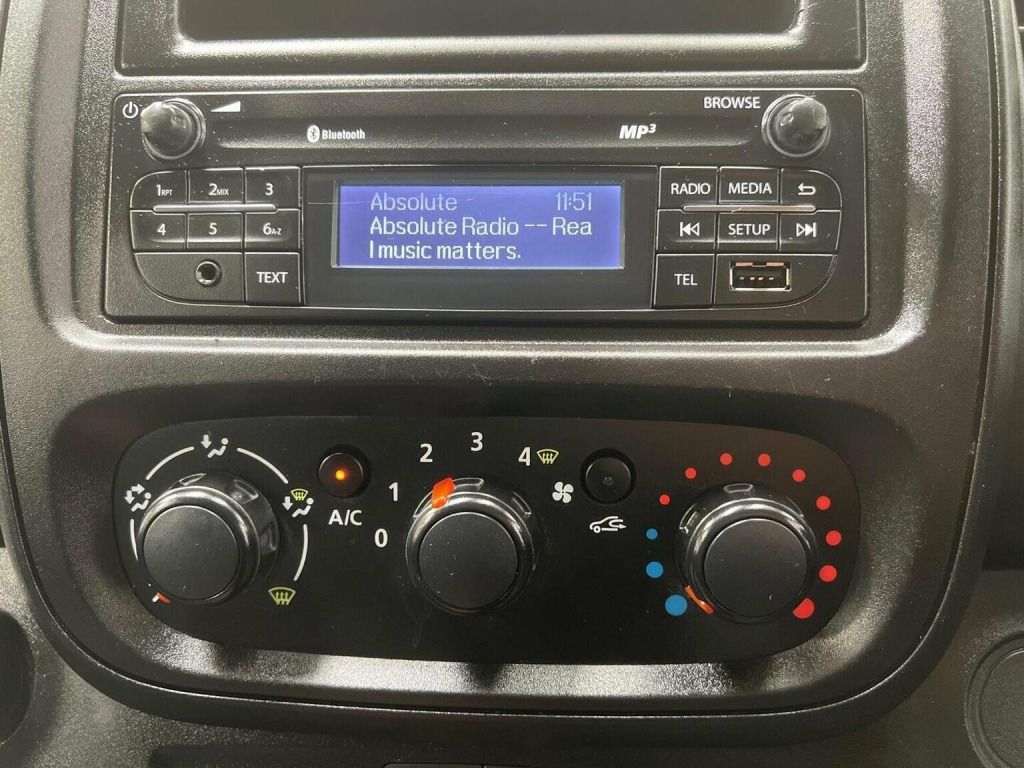 BROWSE
Bluetooth
MP3
1RPT 2MIX 3
4 5 6A-Z
TEXT
Absolute 11:51
Absolute Radio -- Rea
l music matters.
RADIO MEDIA
SETUP
TEL
A/C
0 1 2 3 4